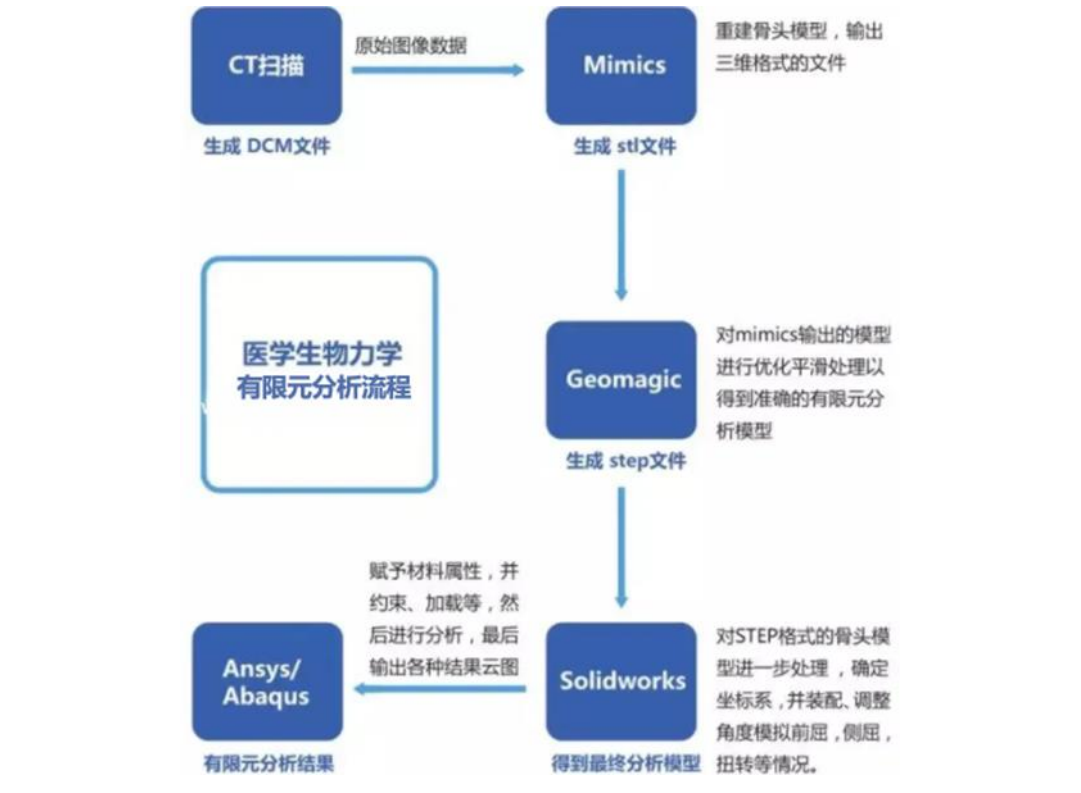 CT扫描
原始图像数据
生成 DCM文件
Mimics
生成 stl文件
重建骨头模型，输出
三维格式的文件
医学生物力学
有限元分析流程
Geomagic
生成 step文件
对mimics输出的模型
进行优化平滑处理以
得到准确的有限元分
析模型
Solidworks
得到最终分析模型
对STEP格式的骨头模
型进一步处理，确定
坐标系，并装配、调整
角度模拟前屈，侧屈，
扭转等情况。
赋予材料属性，并
约束、加载等，然
后进行分析，最后
输出各种结果云图
Ansys/
Abaqus
有限元分析结果